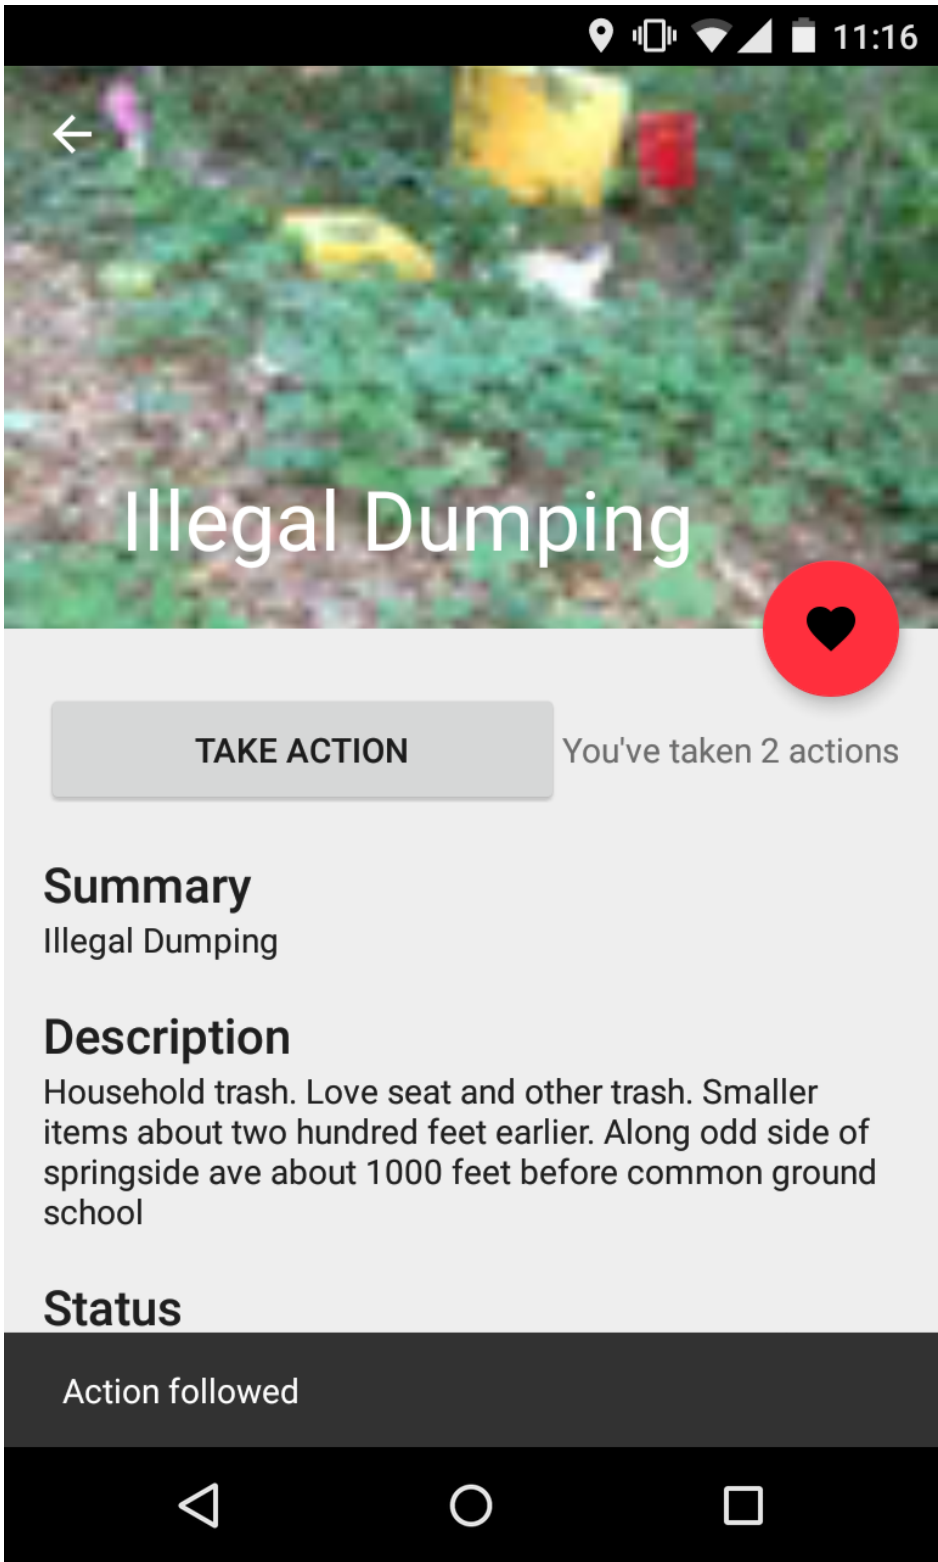 11:16
Illegal Dumping
TAKE ACTION
You've taken 2 actions
Summary
Illegal Dumping
Description
Household trash. Love seat and other trash. Smaller
items about two hundred feet earlier. Along odd side of
springside ave about 1000 feet before common ground
school
Status
Action followed